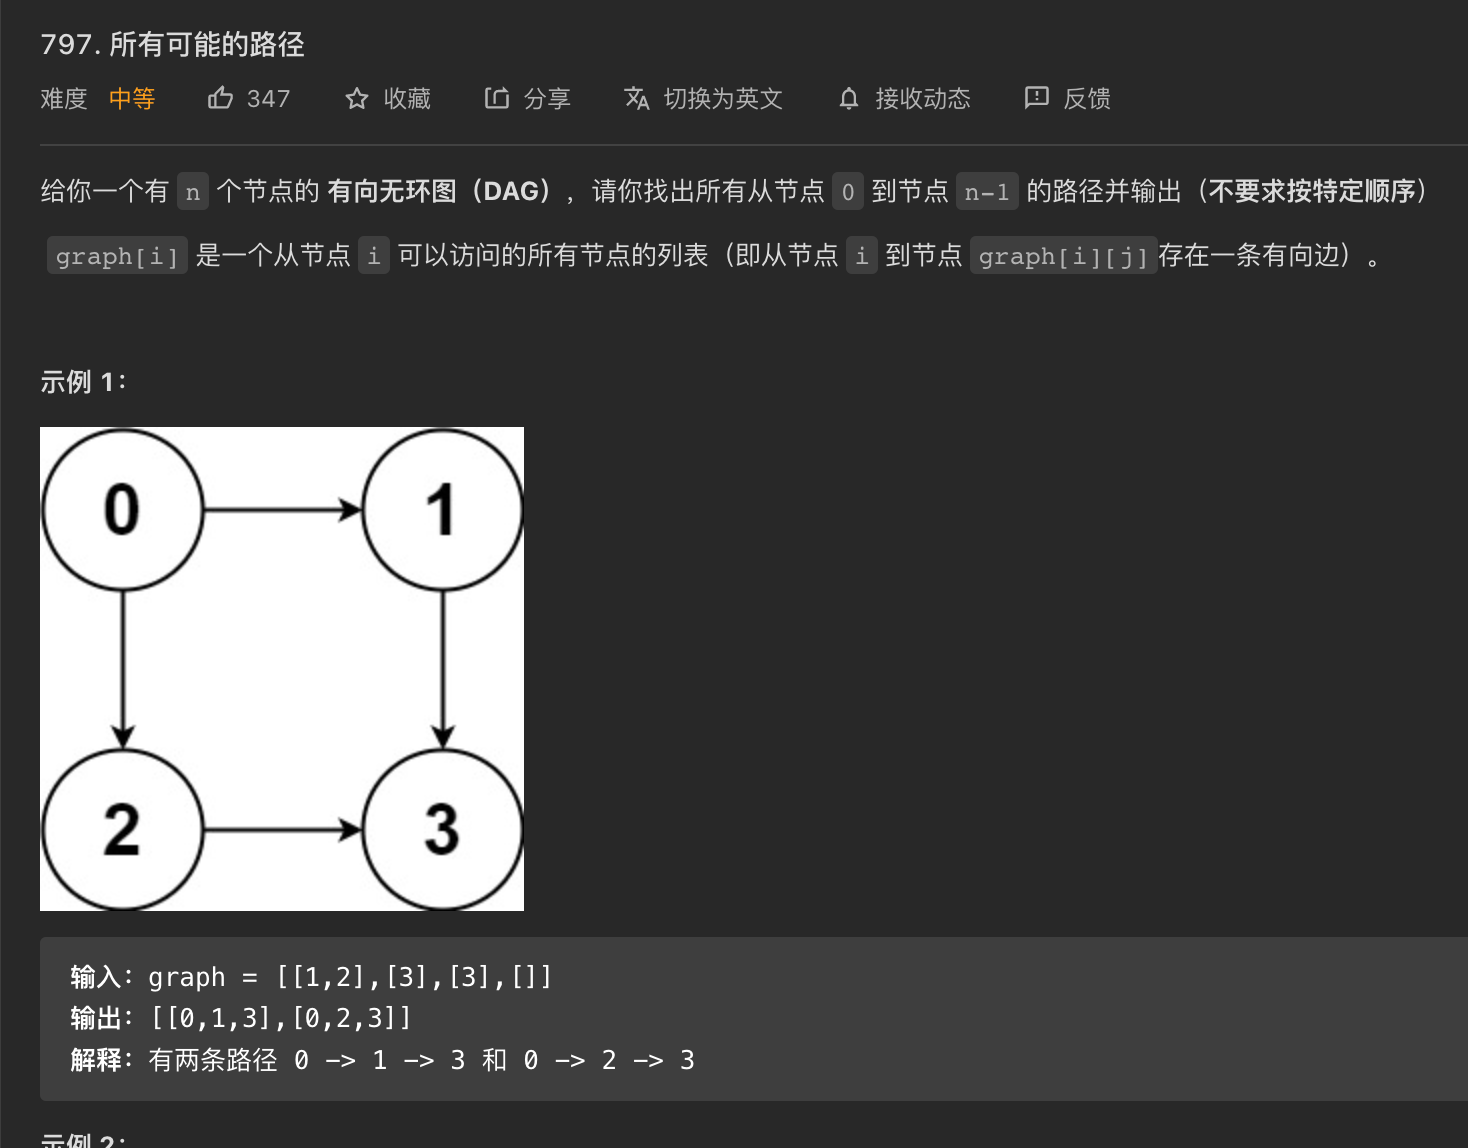 797. 所有可能的路径
难度 中等 347 收藏 分享 切换为英文 接收动态 反馈
给你一个有 n 个节点的 有向无环图（DAG），请你找出所有从节点 0 到节点 n-1 的路径并输出（不要求按特定顺序）
graph[i] 是一个从节点 i 可以访问的所有节点的列表（即从节点 i 到节点 graph[i][j]存在一条有向边）。
示例 1：
0 1
2 3
输入：graph = [[1,2],[3],[3],[]]
输出：[[0,1,3],[0,2,3]]
解释：有两条路径 0 -> 1 -> 3 和 0 -> 2 -> 3
示例 2：